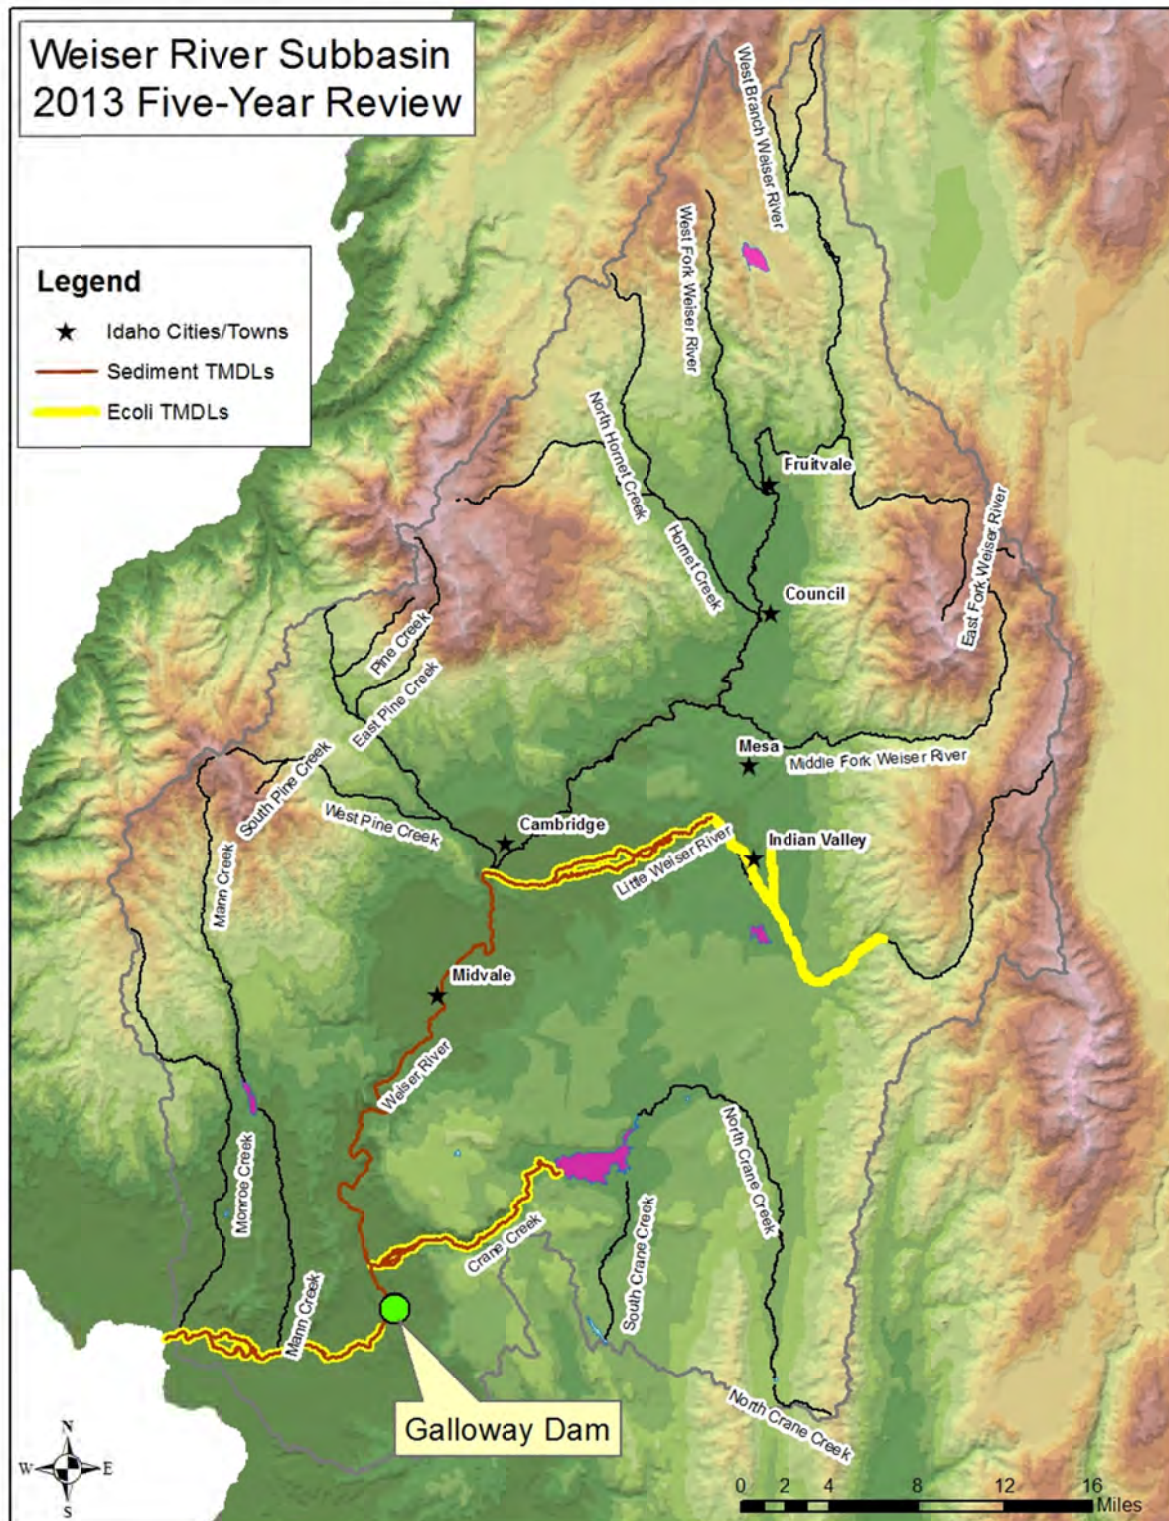 Weiser River Subbasin
2013 Five-Year Review
Legend
Idaho Cities/Towns
Sediment TMDLs
Ecoli TMDLs
West Branch Weiser River
West Fork Weiser River
North Hornet Creek
Hornet Creek
Fruitvale
Council
East Fork Weiser River
Pine Creek
East Pine Creek
South Pine Creek
West Pine Creek
Mesa
Middle Fork Weiser River
Cambridge
Indian Valley
Little Weiser River
Mann Creek
Midvale
Weiser River
Monroe Creek
Mann Creek
Crane Creek
South Crane Creek
North Crane Creek
North Crane Creek
Galloway Dam
N
W
E
S
0 2 4 8 12 16
Miles